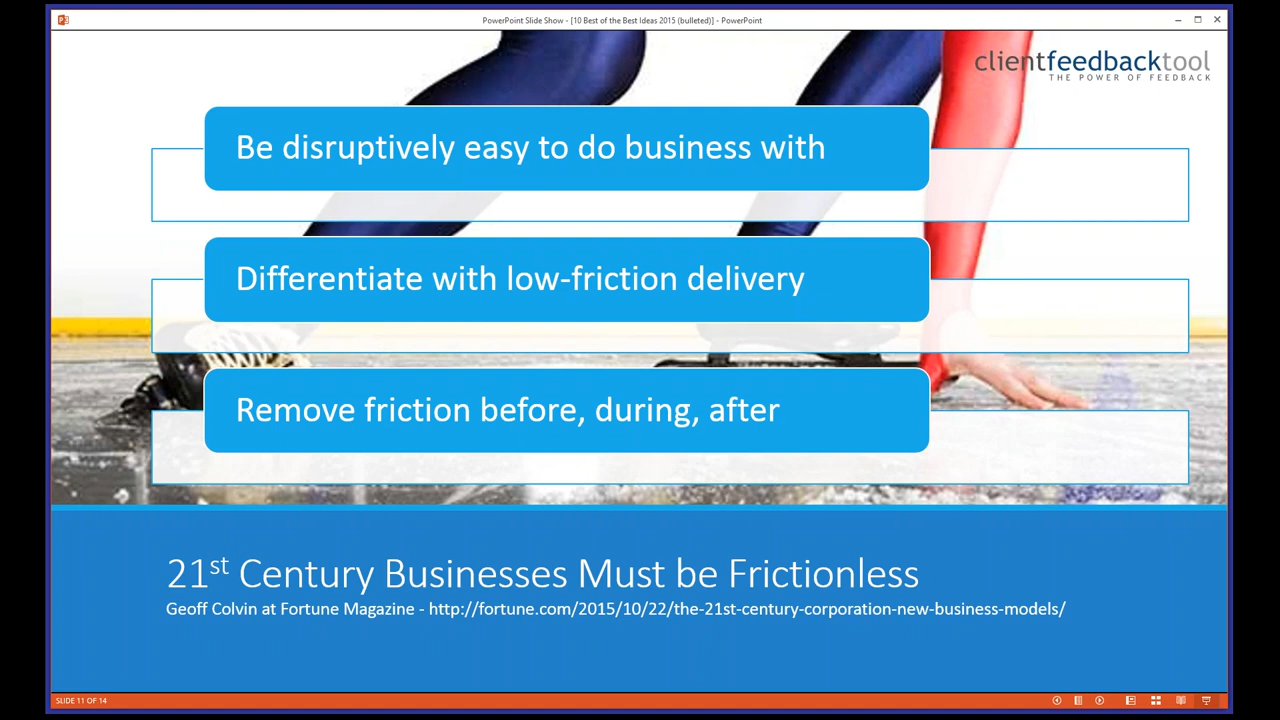 PowerPoint Slide Show - [10 Best of the Best Ideas 2015 (bulleted)] - PowerPoint
clientfeedbacktool
THE POWER OF FEEDBACK
Be disruptively easy to do business with
Differentiate with low-friction delivery
Remove friction before, during, after
21st Century Businesses Must be Frictionless
Geoff Colvin at Fortune Magazine - http://fortune.com/2015/10/22/the-21st-century-corporation-new-business-models/
SLIDE 11 OF 14